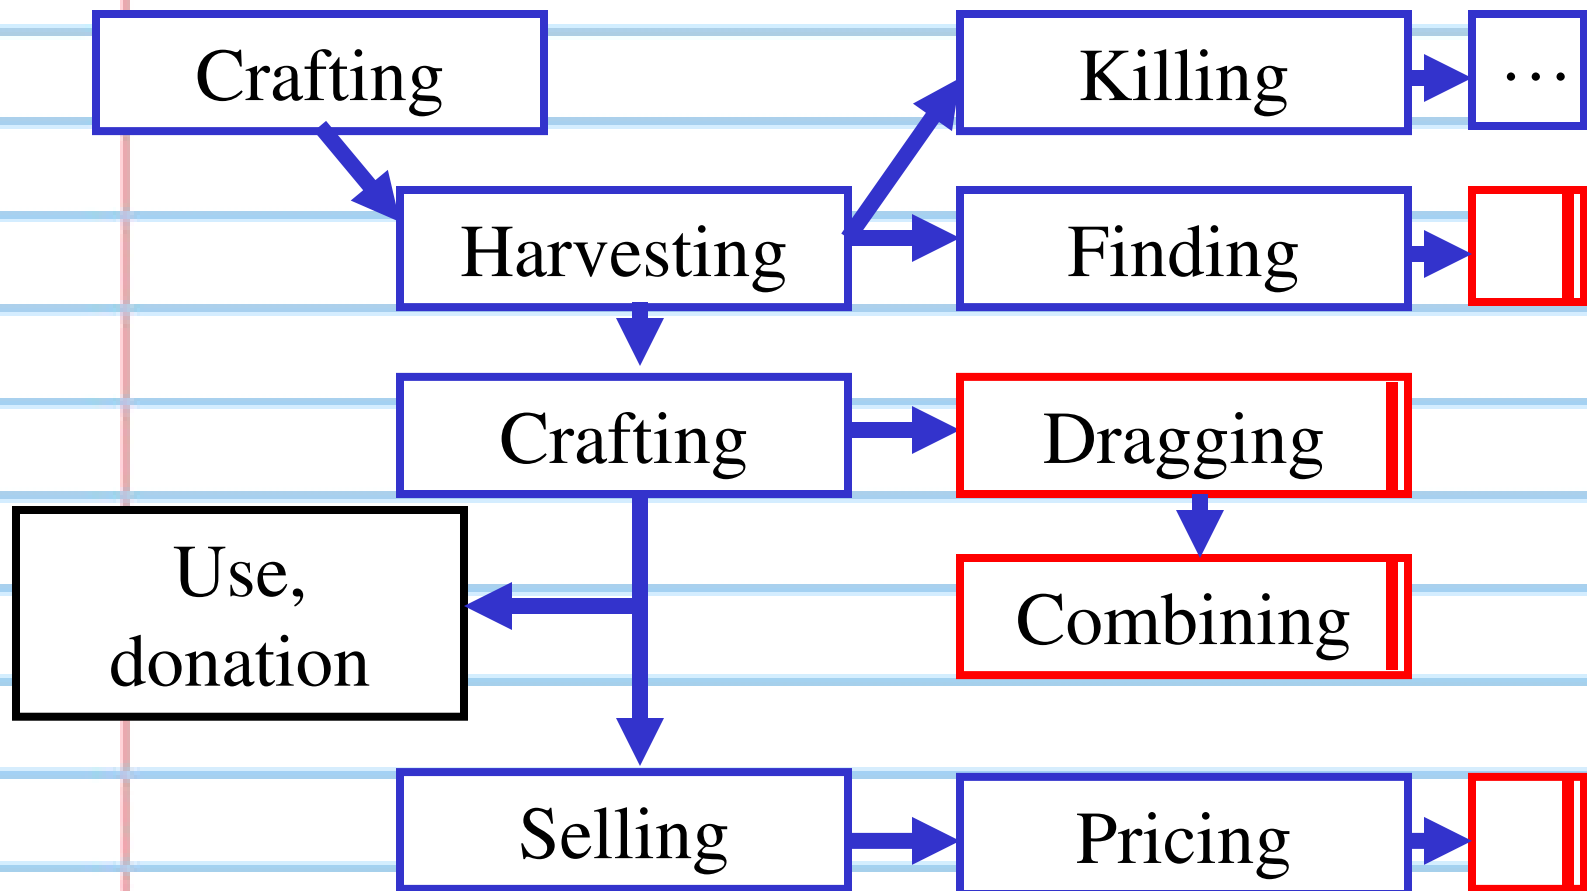 Crafting
Killing
...
Harvesting
Finding
Crafting
Dragging
Use,
donation
Combining
Selling
Pricing